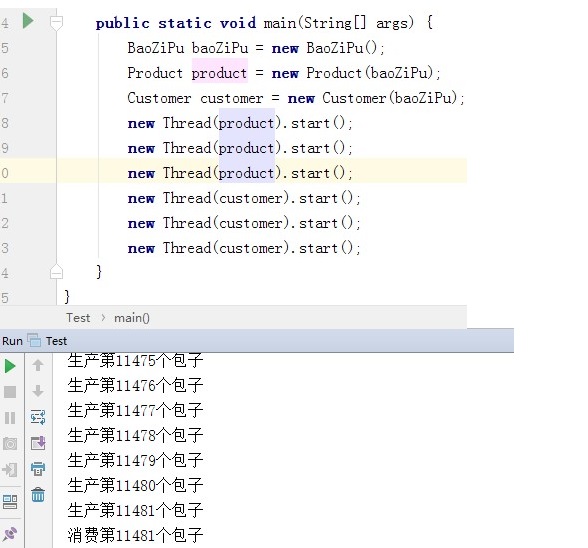 4 public static void main(String[] args) {
5 BaoZiPu baoZiPu = new BaoZiPu();
6 Product product = new Product(baoZiPu);
7 Customer customer = new Customer(baoZiPu);
8 new Thread(product).start();
9 new Thread(product).start();
0 new Thread(product).start();
1 new Thread(customer).start();
2 new Thread(customer).start();
3 new Thread(customer).start();
4 }
5 }
Test › main()
Run Test
生产第11475个包子
生产第11476个包子
生产第11477个包子
生产第11478个包子
生产第11479个包子
生产第11480个包子
生产第11481个包子
消费第11481个包子